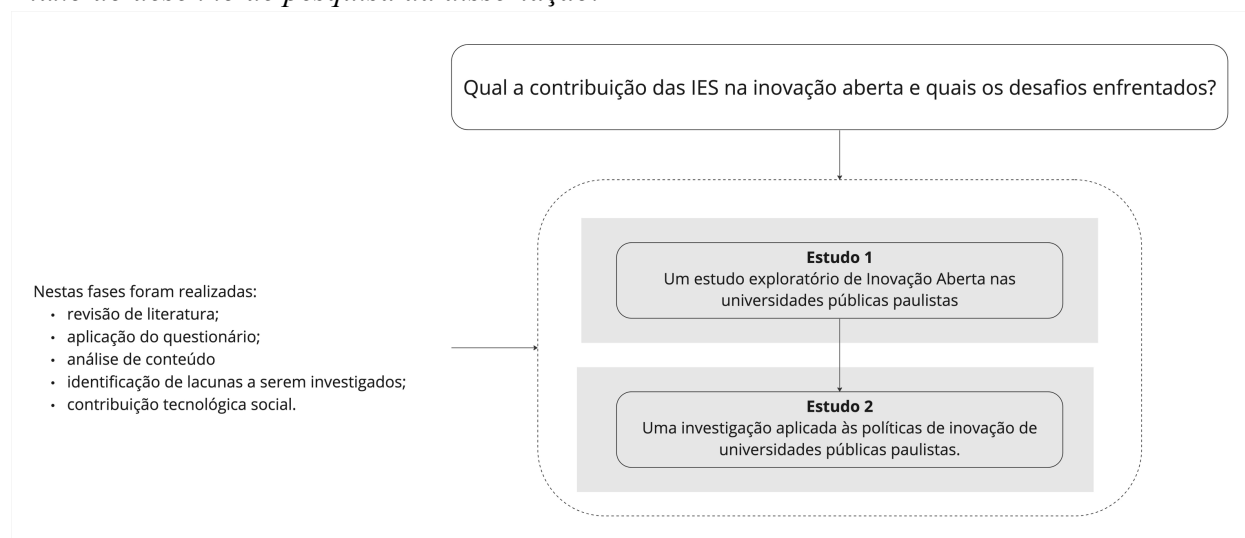 Qual a contribuição das IES na inovação aberta e quais os desafios enfrentados?
Estudo 1
Um estudo exploratório de Inovação Aberta nas
universidades públicas paulistas
Nestas fases foram realizadas:
• revisão de literatura;
• aplicação do questionário;
• análise de conteúdo
• identificação de lacunas a serem investigados;
• contribuição tecnológica social.
Estudo 2
Uma investigação aplicada às políticas de inovação de
universidades públicas paulistas.